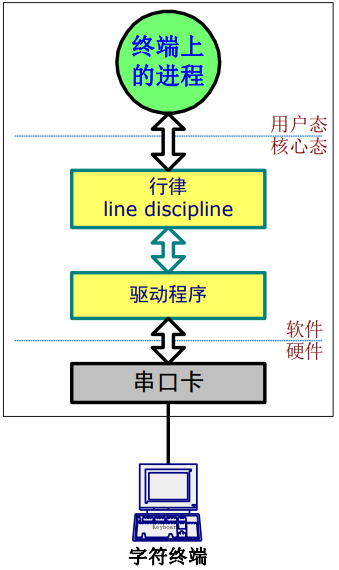 终端上
的进程
用户态
核心态
行律
line discipline
驱动程序
软件
硬件
串口卡
Keyboard
字符终端